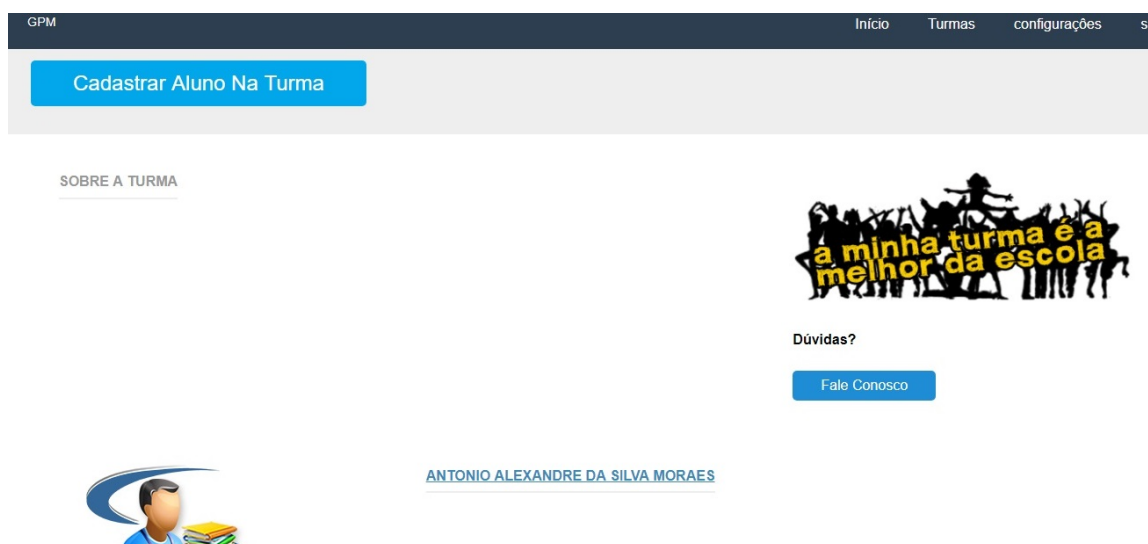 GPM
Início
Turmas
configurações
s
Cadastrar Aluno Na Turma
SOBRE A TURMA
a minha turma é a
melhor da escola
Dúvidas?
Fale Conosco
ANTONIO ALEXANDRE DA SILVA MORAES